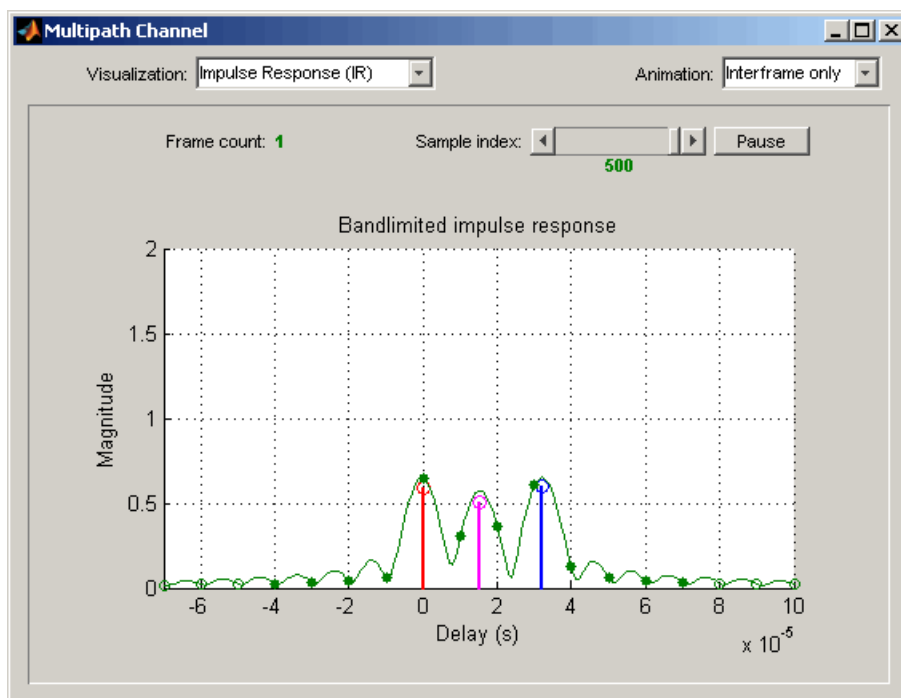 Multipath Channel
Visualization: Impulse Response (IR) Animation: Interframe only
Frame count: 1 Sample index: Pause
500
Bandlimited impulse response
2
1.5
1
0.5
0
Magnitude
-6 -4 -2 0 2 4 6 8 10
Delay (s)
x 10-5